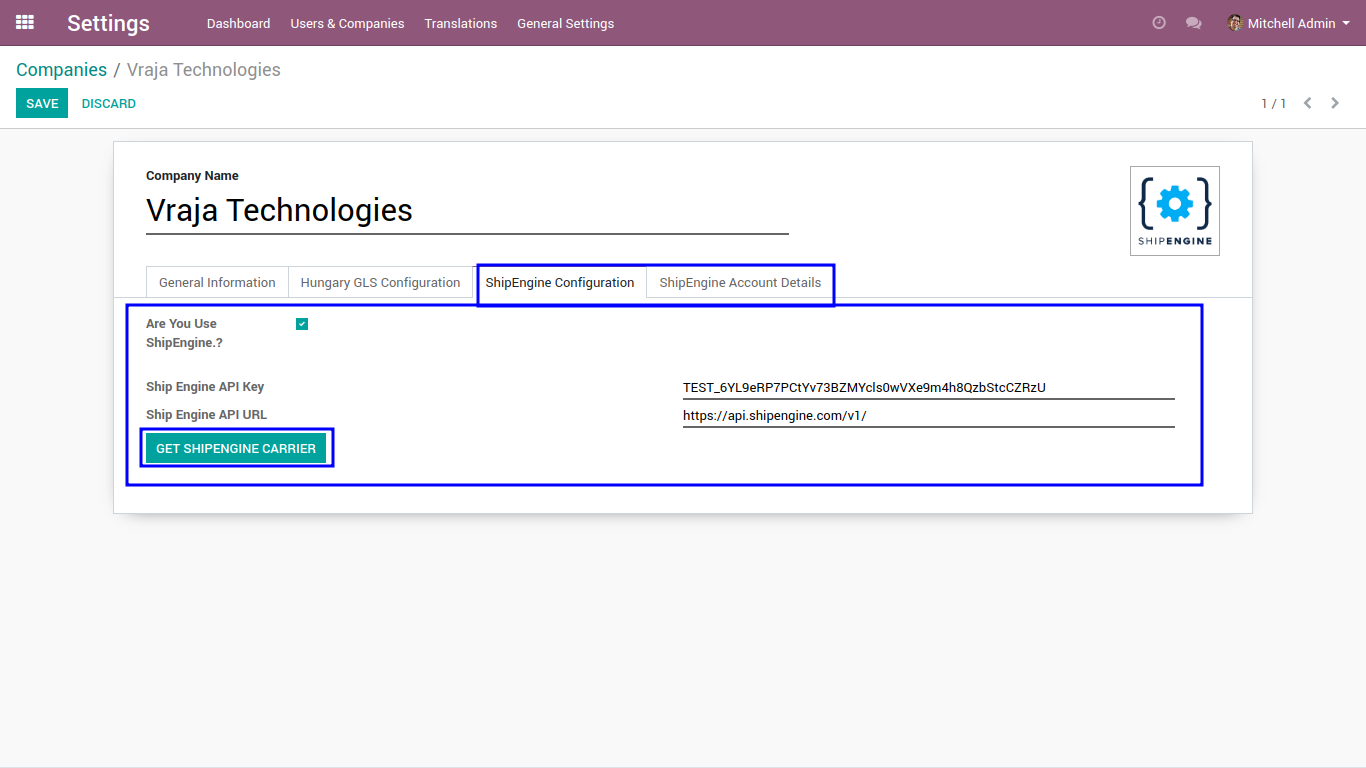 Settings Dashboard Users & Companies Translations General Settings Mitchell Admin
Companies / Vraja Technologies
SAVE DISCARD 1 / 1
Company Name
Vraja Technologies
SHIPENGINE
General Information Hungary GLS Configuration ShipEngine Configuration ShipEngine Account Details
Are You Use
ShipEngine.?
Ship Engine API Key TEST_6YL9eRP7PCtYv73BZMYcls0wVXe9m4h8QzbStcCZRzU
Ship Engine API URL https://api.shipengine.com/v1/
GET SHIPENGINE CARRIER